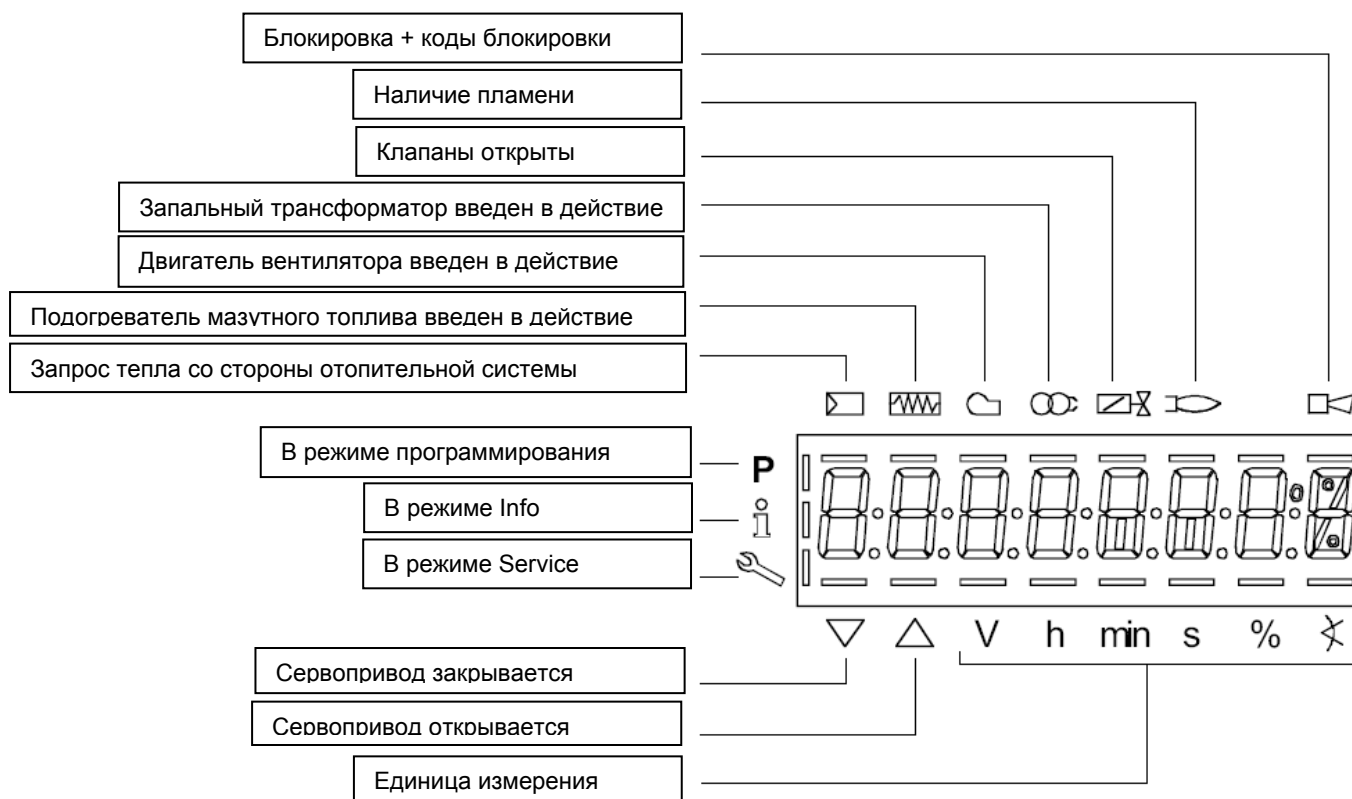 Блокировка + коды блокировки
Наличие пламени
Клапаны открыты
Запальный трансформатор введен в действие
Двигатель вентилятора введен в действие
Подогреватель мазутного топлива введен в действие
Запрос тепла со стороны отопительной системы
В режиме программирования
P
В режиме Info
i
В режиме Service
V h min s %
Сервопривод закрывается
Сервопривод открывается
Единица измерения